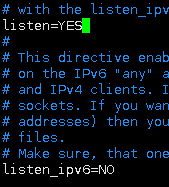 # with the listen_ipv
listen=YES
#
# This directive enab
# on the IPv6 "any" a
# and IPv4 clients. I
# sockets. If you wan
# addresses) then you
# files.
# Make sure, that one
listen_ipv6=NO